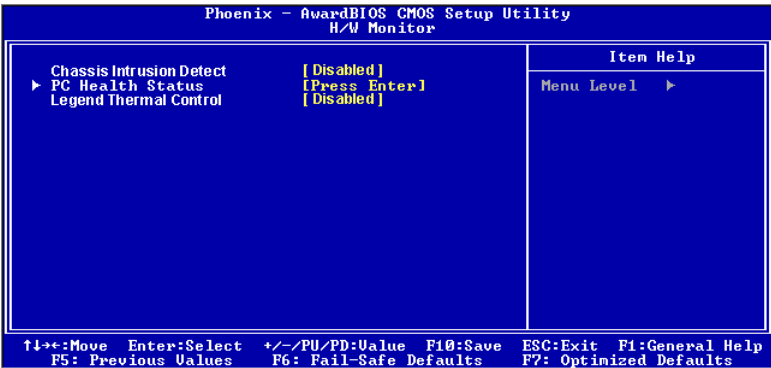 Phoenix - AwardBIOS CMOS Setup Utility
H/W Monitor
Chassis Intrusion Detect [ Disabled ]
▶ PC Health Status [Press Enter]
Legend Thermal Control [ Disabled ]
Item Help
Menu Level ▶
↑↓→←:Move Enter:Select +/-/PU/PD:Value F10:Save ESC:Exit F1:General Help
F5: Previous Values F6: Fail-Safe Defaults F7: Optimized Defaults